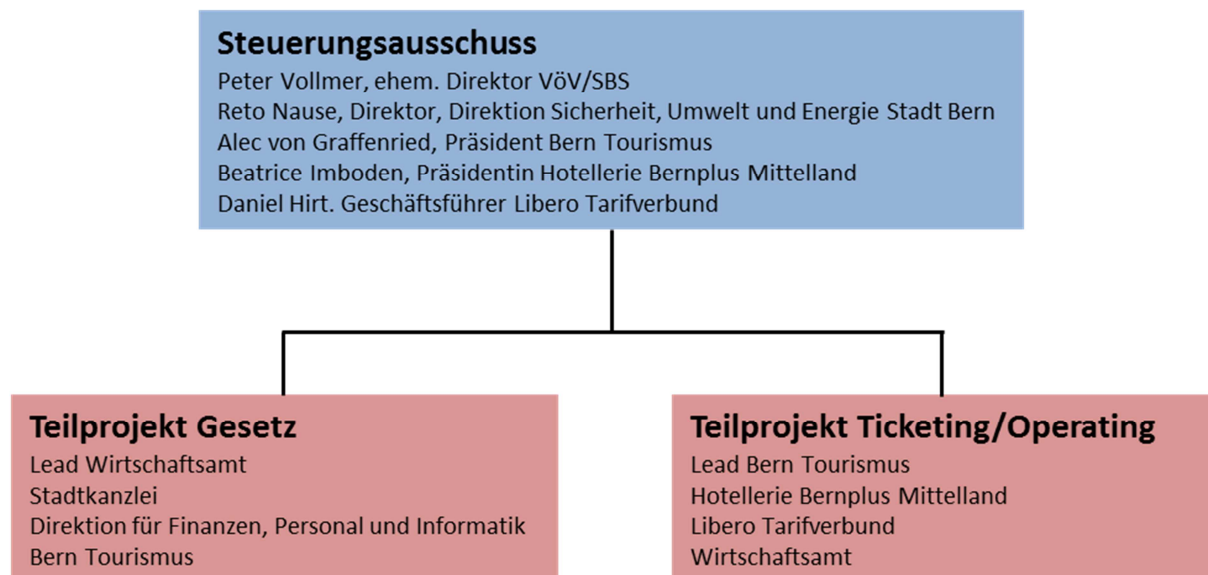 Steuerungsausschuss
Peter Vollmer, ehem. Direktor VöV/SBS
Reto Nause, Direktor, Direktion Sicherheit, Umwelt und Energie Stadt Bern
Alec von Graffenried, Präsident Bern Tourismus
Beatrice Imboden, Präsidentin Hotellerie Bernplus Mittelland
Daniel Hirt. Geschäftsführer Libero Tarifverbund
Teilprojekt Gesetz
Lead Wirtschaftsamt
Stadtkanzlei
Direktion für Finanzen, Personal und Informatik
Bern Tourismus
Teilprojekt Ticketing/Operating
Lead Bern Tourismus
Hotellerie Bernplus Mittelland
Libero Tarifverbund
Wirtschaftsamt